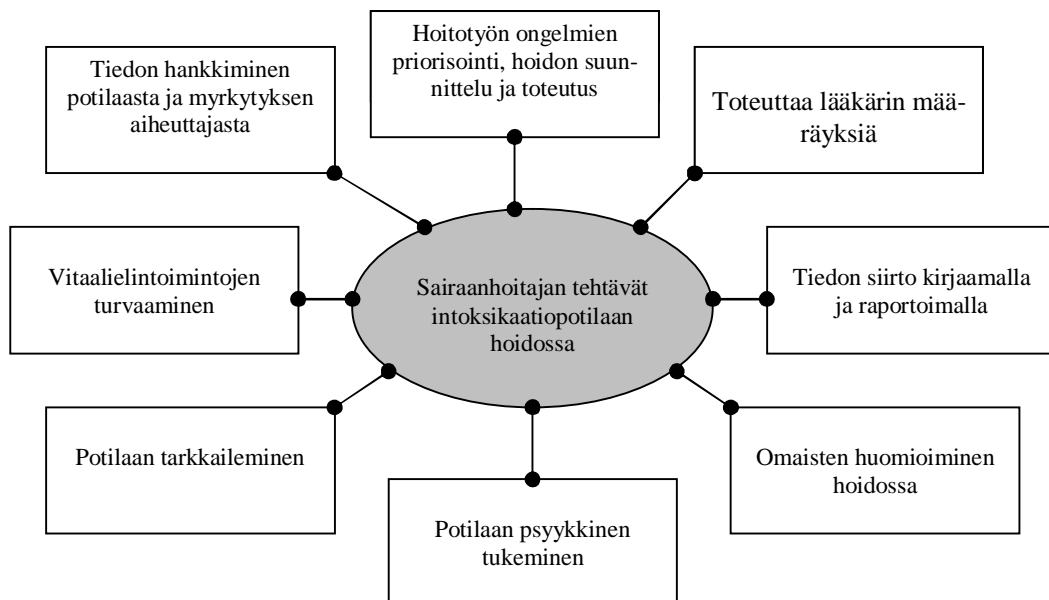 Hoitotyön ongelmien
priorisointi, hoidon suun-
nittelu ja toteutus
Tiedon hankkiminen
potilaasta ja myrkytyksen
aiheuttajasta
Toteuttaa lääkärin mää-
räyksiä
Vitaalielintoimintojen
turvaaminen
Sairaanhoitajan tehtävät
intoksikaatiopotilaan
hoidossa
Tiedon siirto kirjaamalla
ja raportoimalla
Potilaan tarkkaileminen
Omaisten huomioiminen
hoidossa
Potilaan psyykkinen
tukeminen